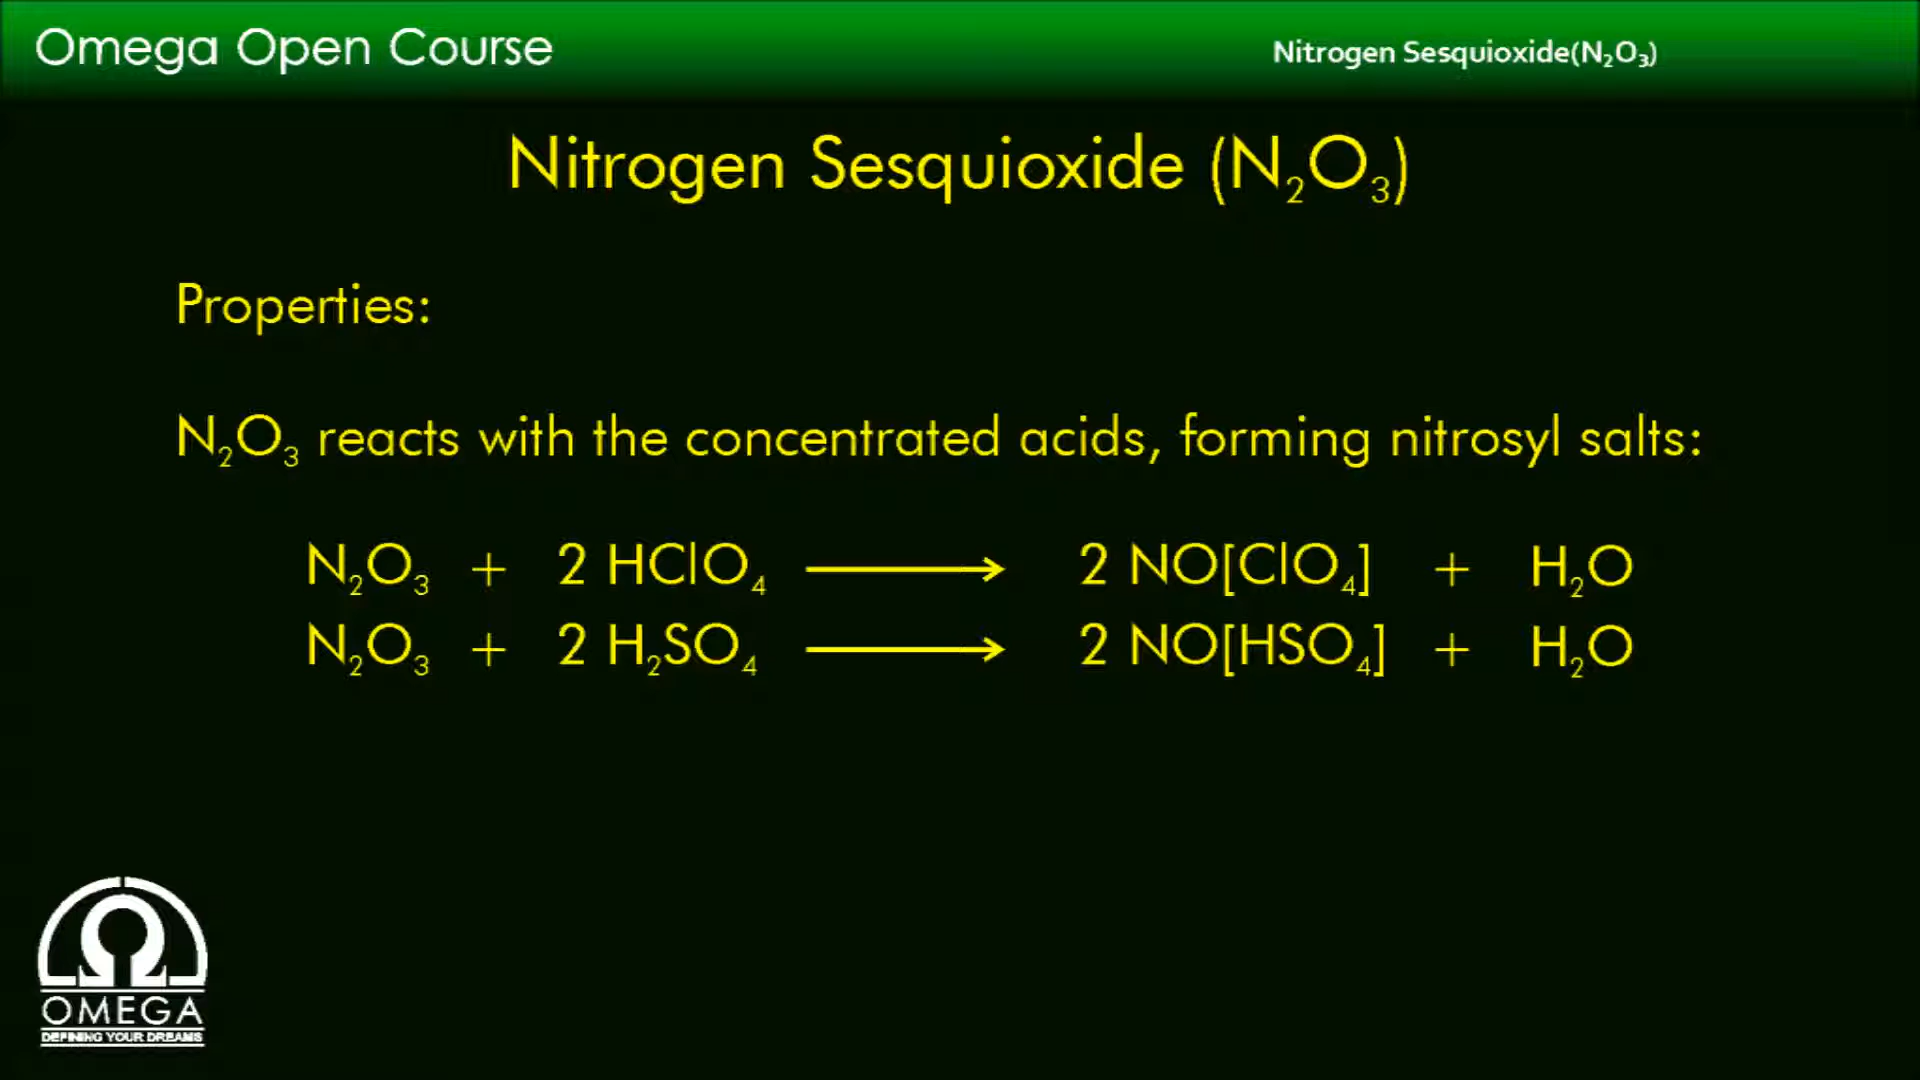 Omega Open Course
Nitrogen Sesquioxide(N₂O₃)
Nitrogen Sesquioxide (N₂O₃)
Properties:
N₂O₃ reacts with the concentrated acids, forming nitrosyl salts:
N₂O₃ + 2 HClO₄ ⟶ 2 NO[ClO₄] + H₂O
N₂O₃ + 2 H₂SO₄ ⟶ 2 NO[HSO₄] + H₂O
OMEGA
DEFINING YOUR DREAMS